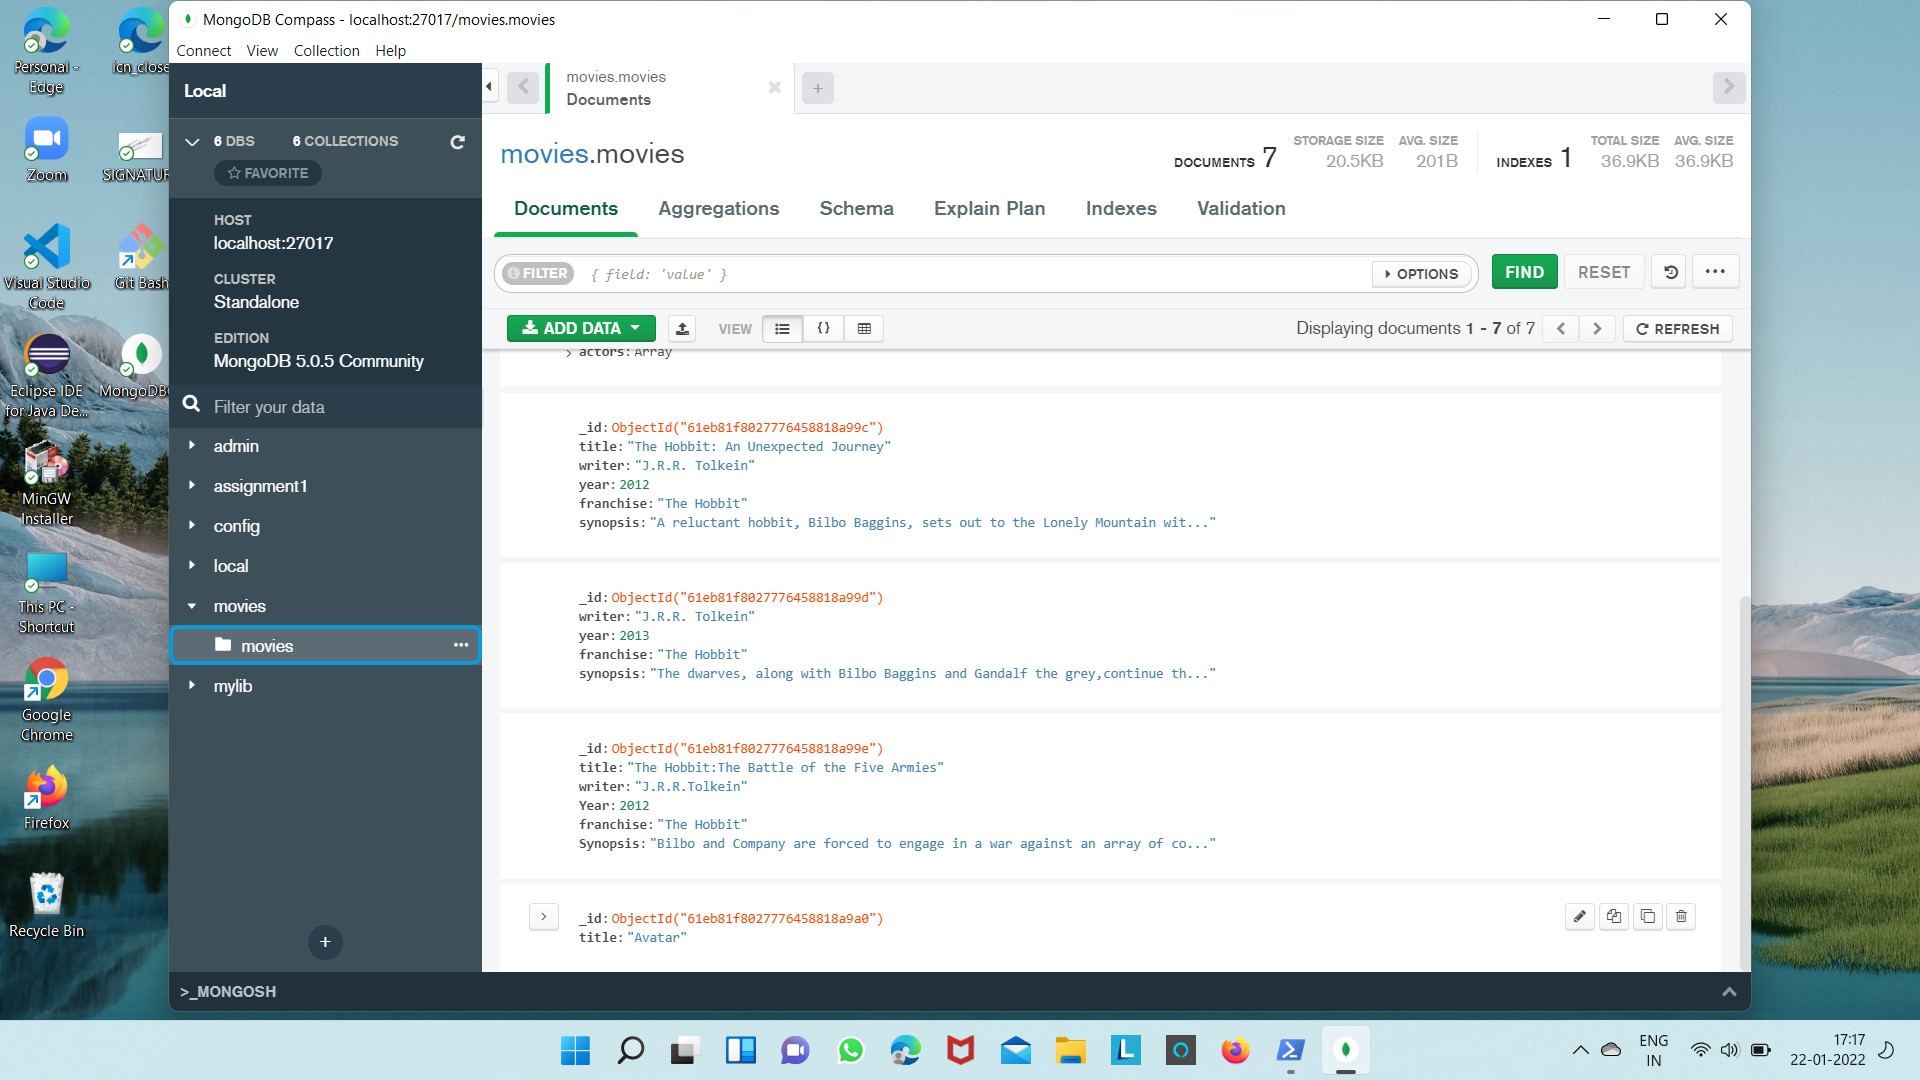 Personal - Edge
icn_close
Zoom
SIGNATUR
Visual Studio Code
Git Bash
Eclipse IDE for Java De...
MongoDB
MinGW Installer
This PC - Shortcut
Google Chrome
Firefox
Recycle Bin
MongoDB Compass - localhost:27017/movies.movies
Connect View Collection Help
Local
6 DBS 6 COLLECTIONS
FAVORITE
HOST
localhost:27017
CLUSTER
Standalone
EDITION
MongoDB 5.0.5 Community
Filter your data
admin
assignment1
config
local
movies
movies
mylib
movies.movies
Documents
movies.movies
DOCUMENTS 7
STORAGE SIZE 20.5KB
AVG. SIZE 201B
INDEXES 1
TOTAL SIZE 36.9KB
AVG. SIZE 36.9KB
Documents Aggregations Schema Explain Plan Indexes Validation
FILTER { field: 'value' } OPTIONS FIND RESET
ADD DATA VIEW {} Displaying documents 1 - 7 of 7 REFRESH
actors: Array
_id: ObjectId("61eb81f8027776458818a99c")
title: "The Hobbit: An Unexpected Journey"
writer: "J.R.R. Tolkein"
year: 2012
franchise: "The Hobbit"
synopsis: "A reluctant hobbit, Bilbo Baggins, sets out to the Lonely Mountain wit..."
_id: ObjectId("61eb81f8027776458818a99d")
writer: "J.R.R. Tolkein"
year: 2013
franchise: "The Hobbit"
synopsis: "The dwarves, along with Bilbo Baggins and Gandalf the grey,continue th..."
_id: ObjectId("61eb81f8027776458818a99e")
title: "The Hobbit:The Battle of the Five Armies"
writer: "J.R.R.Tolkein"
Year: 2012
franchise: "The Hobbit"
Synopsis: "Bilbo and Company are forced to engage in a war against an array of co..."
_id: ObjectId("61eb81f8027776458818a9a0")
title: "Avatar"
>_MONGOSH
ENG
IN
17:17
22-01-2022